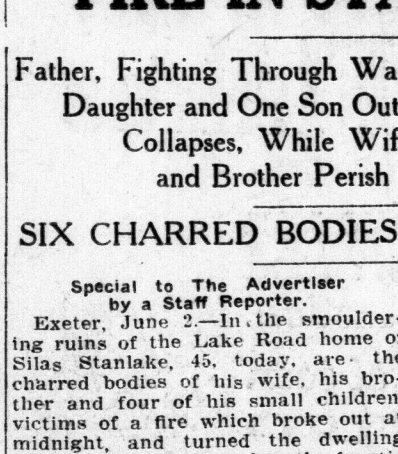 FIRE IN STA
Father, Fighting Through Wa
Daughter and One Son Out
Collapses, While Wif
and Brother Perish
SIX CHARRED BODIES
Special to The Advertiser
by a Staff Reporter.
Exeter, June 2.—In the smoulder-
ing ruins of the Lake Road home o
Silas Stanlake, 45, today, are the
charred bodies of his wife, his bro-
ther and four of his small children
victims of a fire which broke out a
midnight, and turned the dwelling